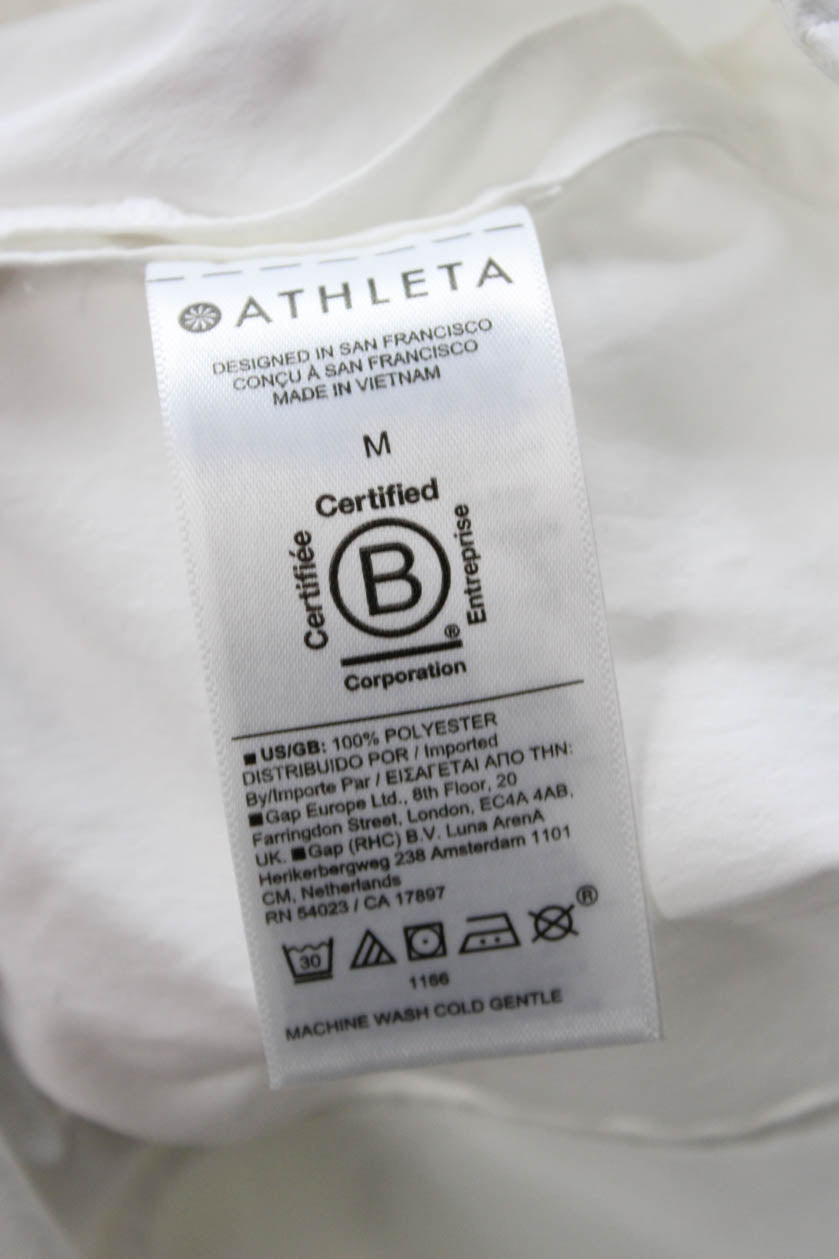 ATHLETA
DESIGNED IN SAN FRANCISCO
CONÇU À SAN FRANCISCO
MADE IN VIETNAM
M
Certified
Certifiée
B
Entreprise
®
Corporation
■ US/GB: 100% POLYESTER
DISTRIBUIDO POR / Imported
By/Importe Par / ΕΙΣΑΓΕΤΑΙ ΑΠΟ ΤΗΝ:
■Gap Europe Ltd., 8th Floor, 20
Farringdon Street, London, EC4A 4AB,
UK. ■Gap (RHC) B.V. Luna ArenA
Herikerbergweg 238 Amsterdam 1101
CM, Netherlands
RN 54023 / CA 17897
30
®
1166
MACHINE WASH COLD GENTLE